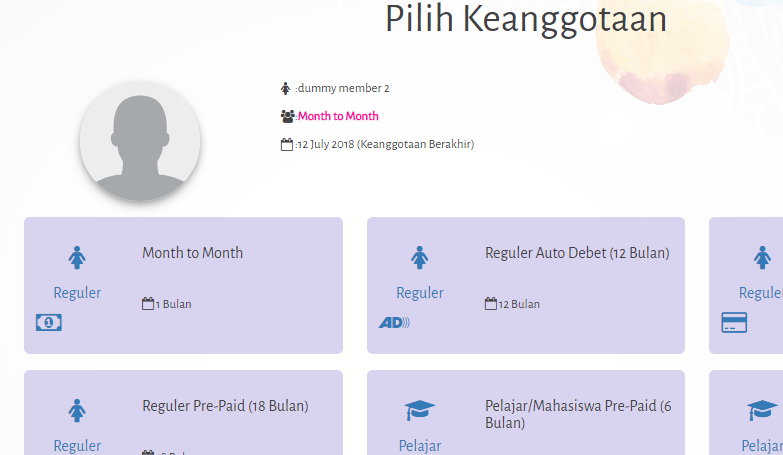 Pilih Keanggotaan
:dummy member 2
:Month to Month
:12 July 2018 (Keanggotaan Berakhir)
Month to Month
Reguler
1 Bulan
Reguler Auto Debet (12 Bulan)
Reguler
12 Bulan
AD
Reguler Pre-Paid (18 Bulan)
Reguler
Pelajar/Mahasiswa Pre-Paid (6
Bulan)
Pelajar